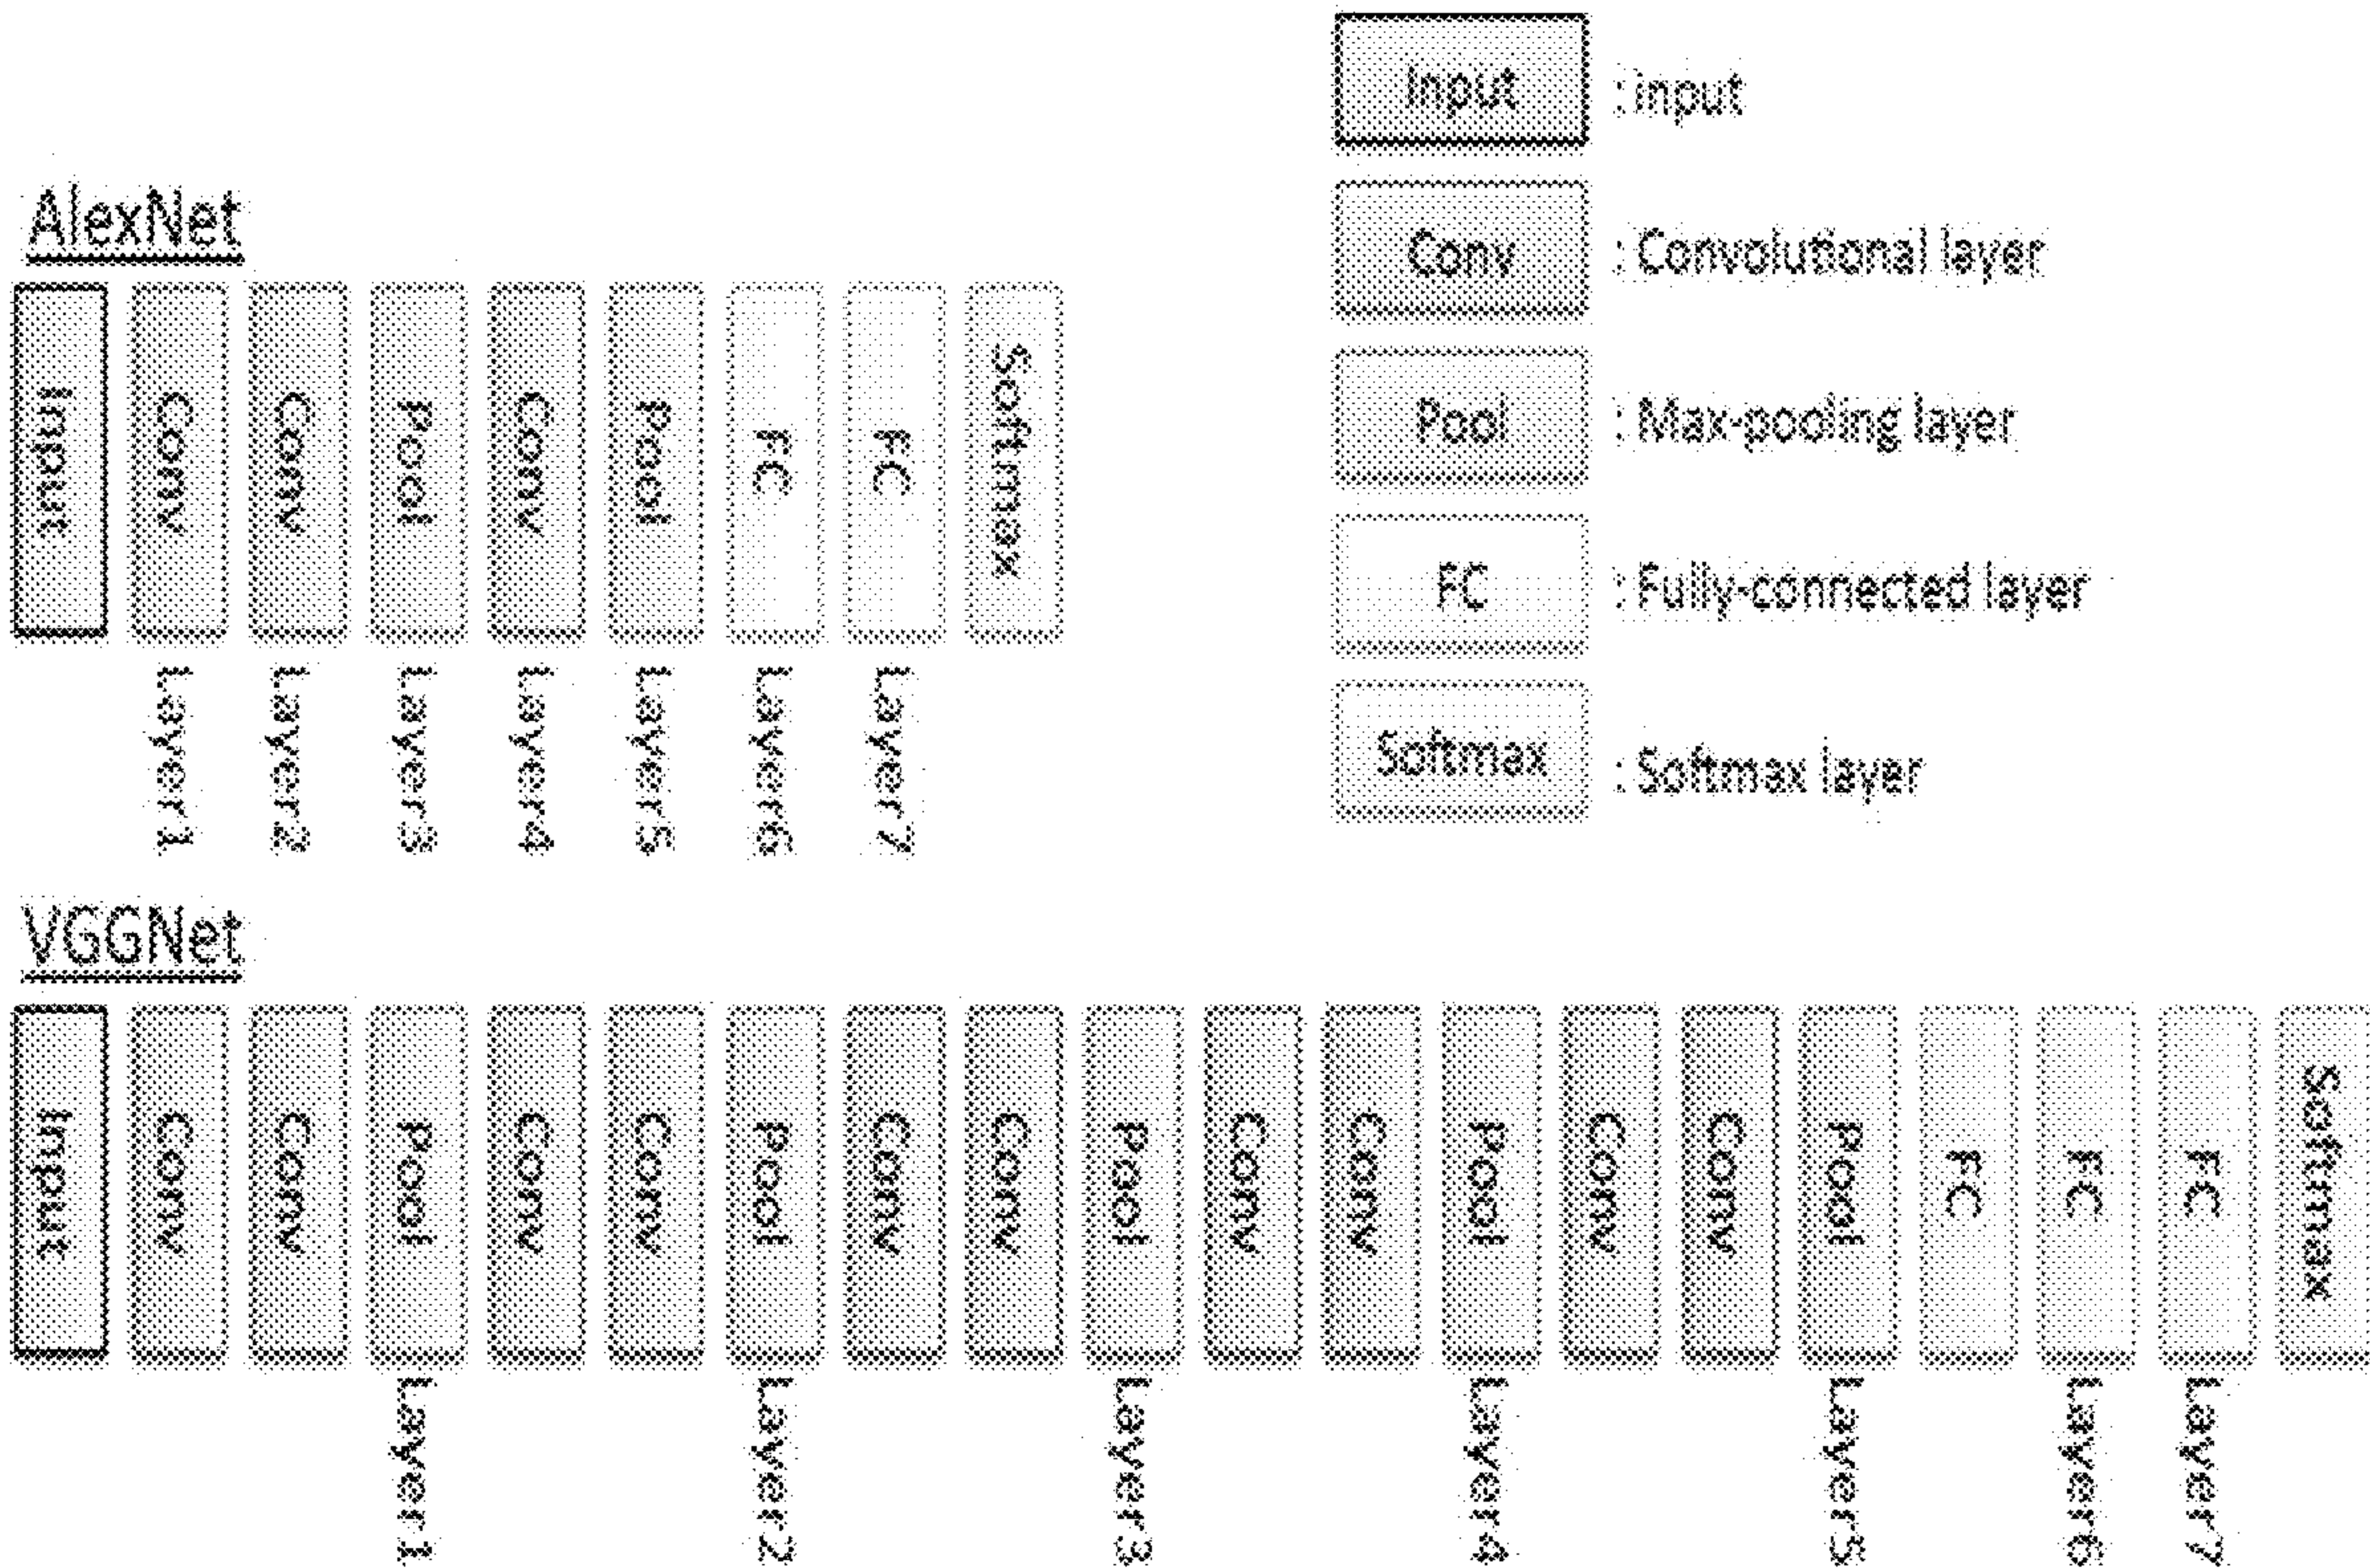 Input : input
Conv : Convolutional layer
Pool : Max-pooling layer
FC : Fully-connected layer
Softmax : Softmax layer
AlexNet
Input Conv Conv Pool Conv Pool FC FC Softmax
Layer1 Layer2 Layer3 Layer4 Layer5 Layer6 Layer7
VGGNet
Input Conv Conv Pool Conv Conv Pool Conv Conv Pool Conv Conv Pool Conv Conv Pool FC FC FC Softmax
Layer1 Layer2 Layer3 Layer4 Layer5 Layer6 Layer7